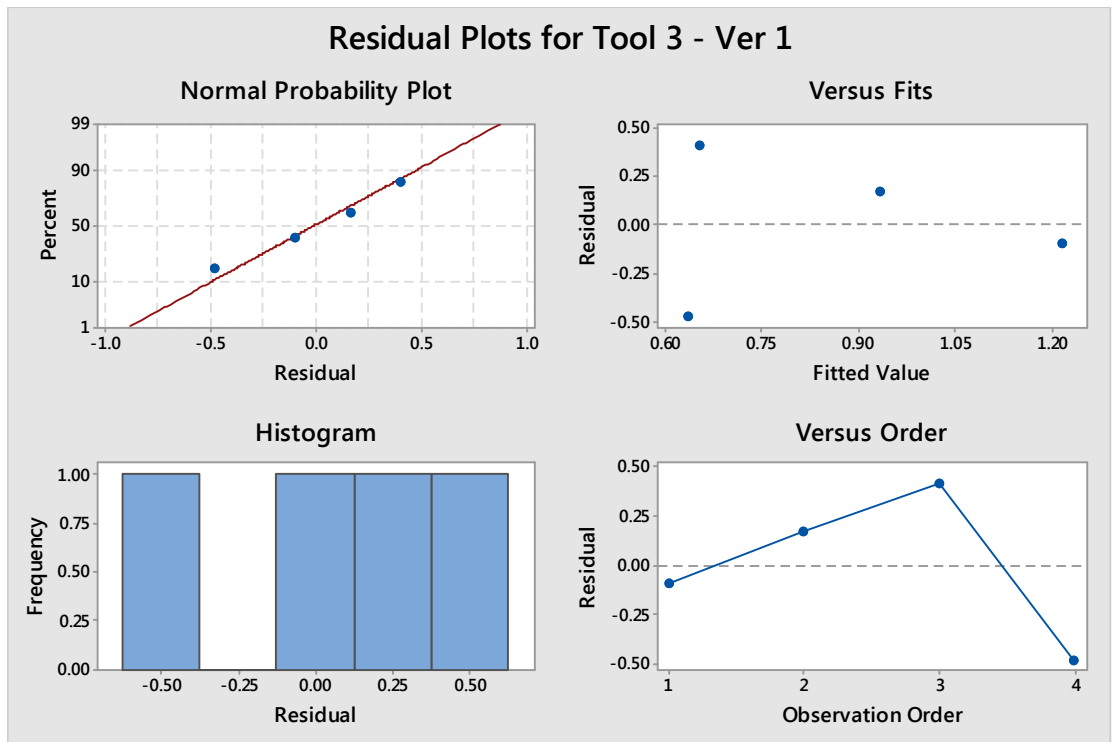 Residual Plots for Tool 3 - Ver 1
Normal Probability Plot
99
90
50
10
1
Percent
-1.0 -0.5 0.0 0.5 1.0
Residual
Versus Fits
0.50
0.25
0.00
-0.25
-0.50
Residual
0.60 0.75 0.90 1.05 1.20
Fitted Value
Histogram
1.00
0.75
0.50
0.25
0.00
Frequency
-0.50 -0.25 0.00 0.25 0.50
Residual
Versus Order
0.50
0.25
0.00
-0.25
-0.50
Residual
1 2 3 4
Observation Order